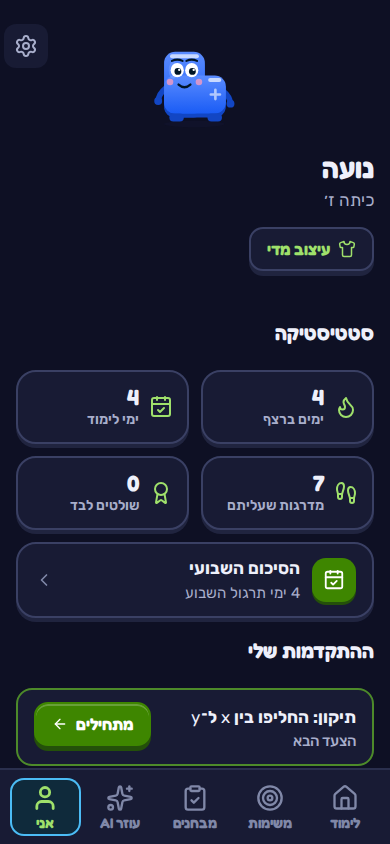 נועה
כיתה ז׳
עיצוב מדי
סטטיסטיקה
4
ימים ברצף
4
ימי לימוד
7
מדרגות שעליתם
0
שולטים לבד
הסיכום השבועי
4 ימי תרגול השבוע
ההתקדמות שלי
תיקון: החליפו בין x ל־y
הצעד הבא
מתחילים
לימוד
משימות
מבחנים
עוזר AI
אני